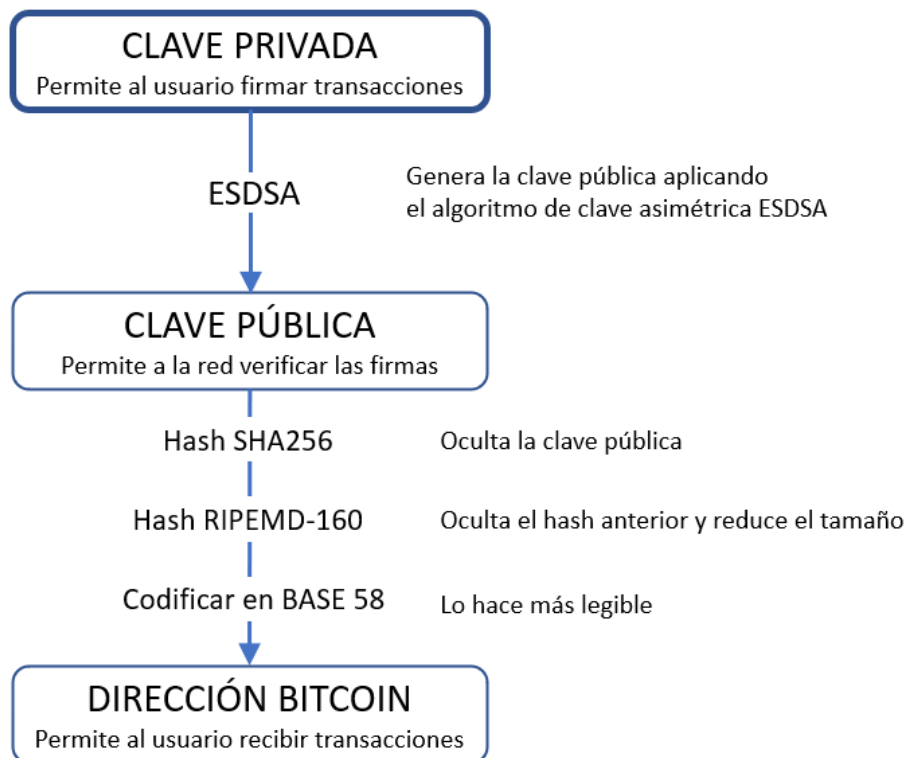 CLAVE PRIVADA
Permite al usuario firmar transacciones
ESDSA
Genera la clave pública aplicando
el algoritmo de clave asimétrica ESDSA
CLAVE PÚBLICA
Permite a la red verificar las firmas
Hash SHA256
Oculta la clave pública
Hash RIPEMD-160
Oculta el hash anterior y reduce el tamaño
Codificar en BASE 58
Lo hace más legible
DIRECCIÓN BITCOIN
Permite al usuario recibir transacciones